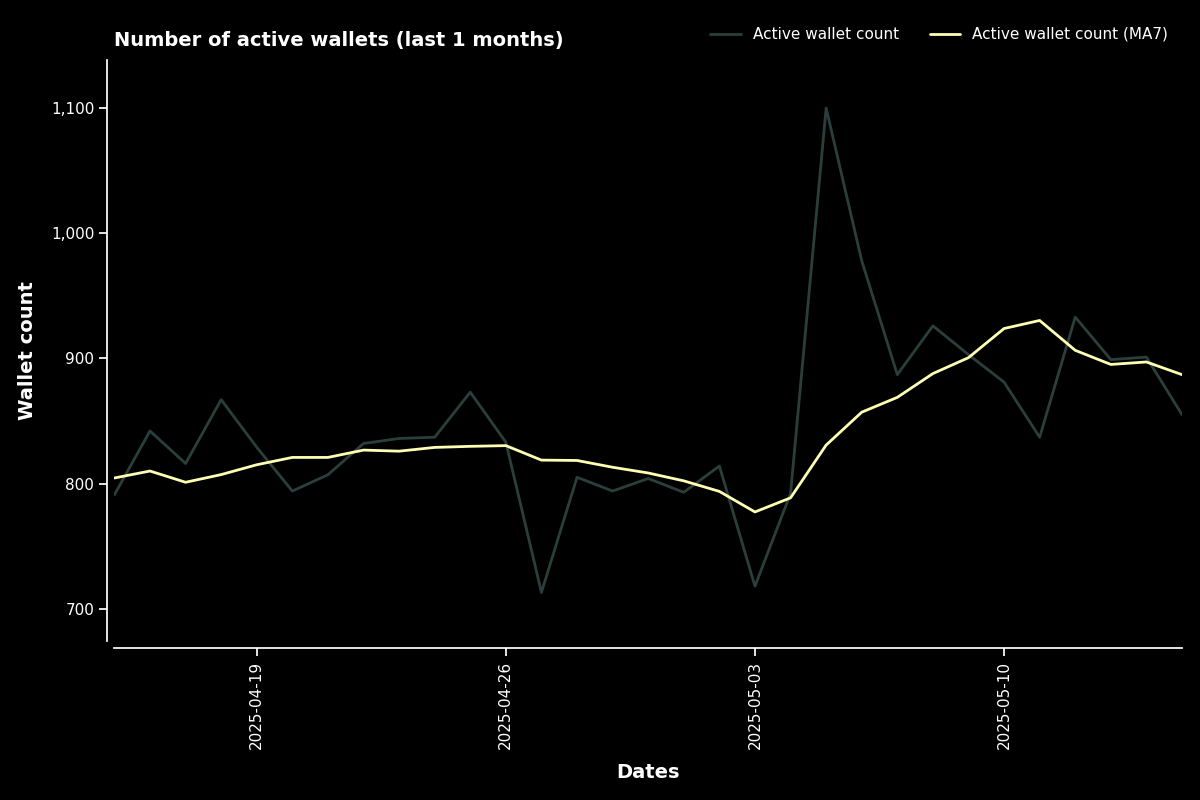 Number of active wallets (last 1 months)
Active wallet count
Active wallet count (MA7)
Wallet count
1,100
1,000
900
800
700
2025-04-19
2025-04-26
2025-05-03
2025-05-10
Dates